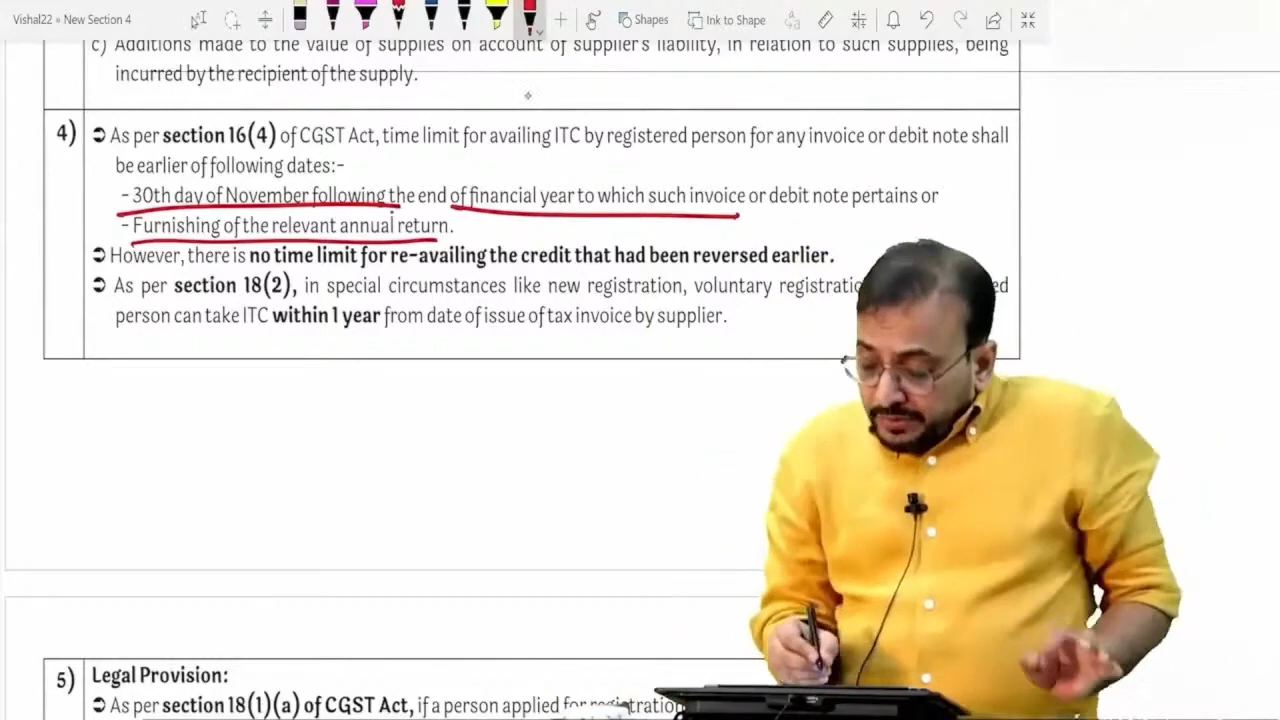 Vishal22 » New Section 4
Shapes
Ink to Shape
c) Additions made to the value of supplies on account of supplier's liability, in relation to such supplies, being
incurred by the recipient of the supply.
4) ➲ As per section 16(4) of CGST Act, time limit for availing ITC by registered person for any invoice or debit note shall
be earlier of following dates:-
- 30th day of November following the end of financial year to which such invoice or debit note pertains or
- Furnishing of the relevant annual return.
➲ However, there is no time limit for re-availing the credit that had been reversed earlier.
➲ As per section 18(2), in special circumstances like new registration, voluntary
person can take ITC within 1 year from date of issue of tax invoice by supplier.
5) Legal Provision:
➲ As per section 18(1)(a) of CGST Act, if a person applied for